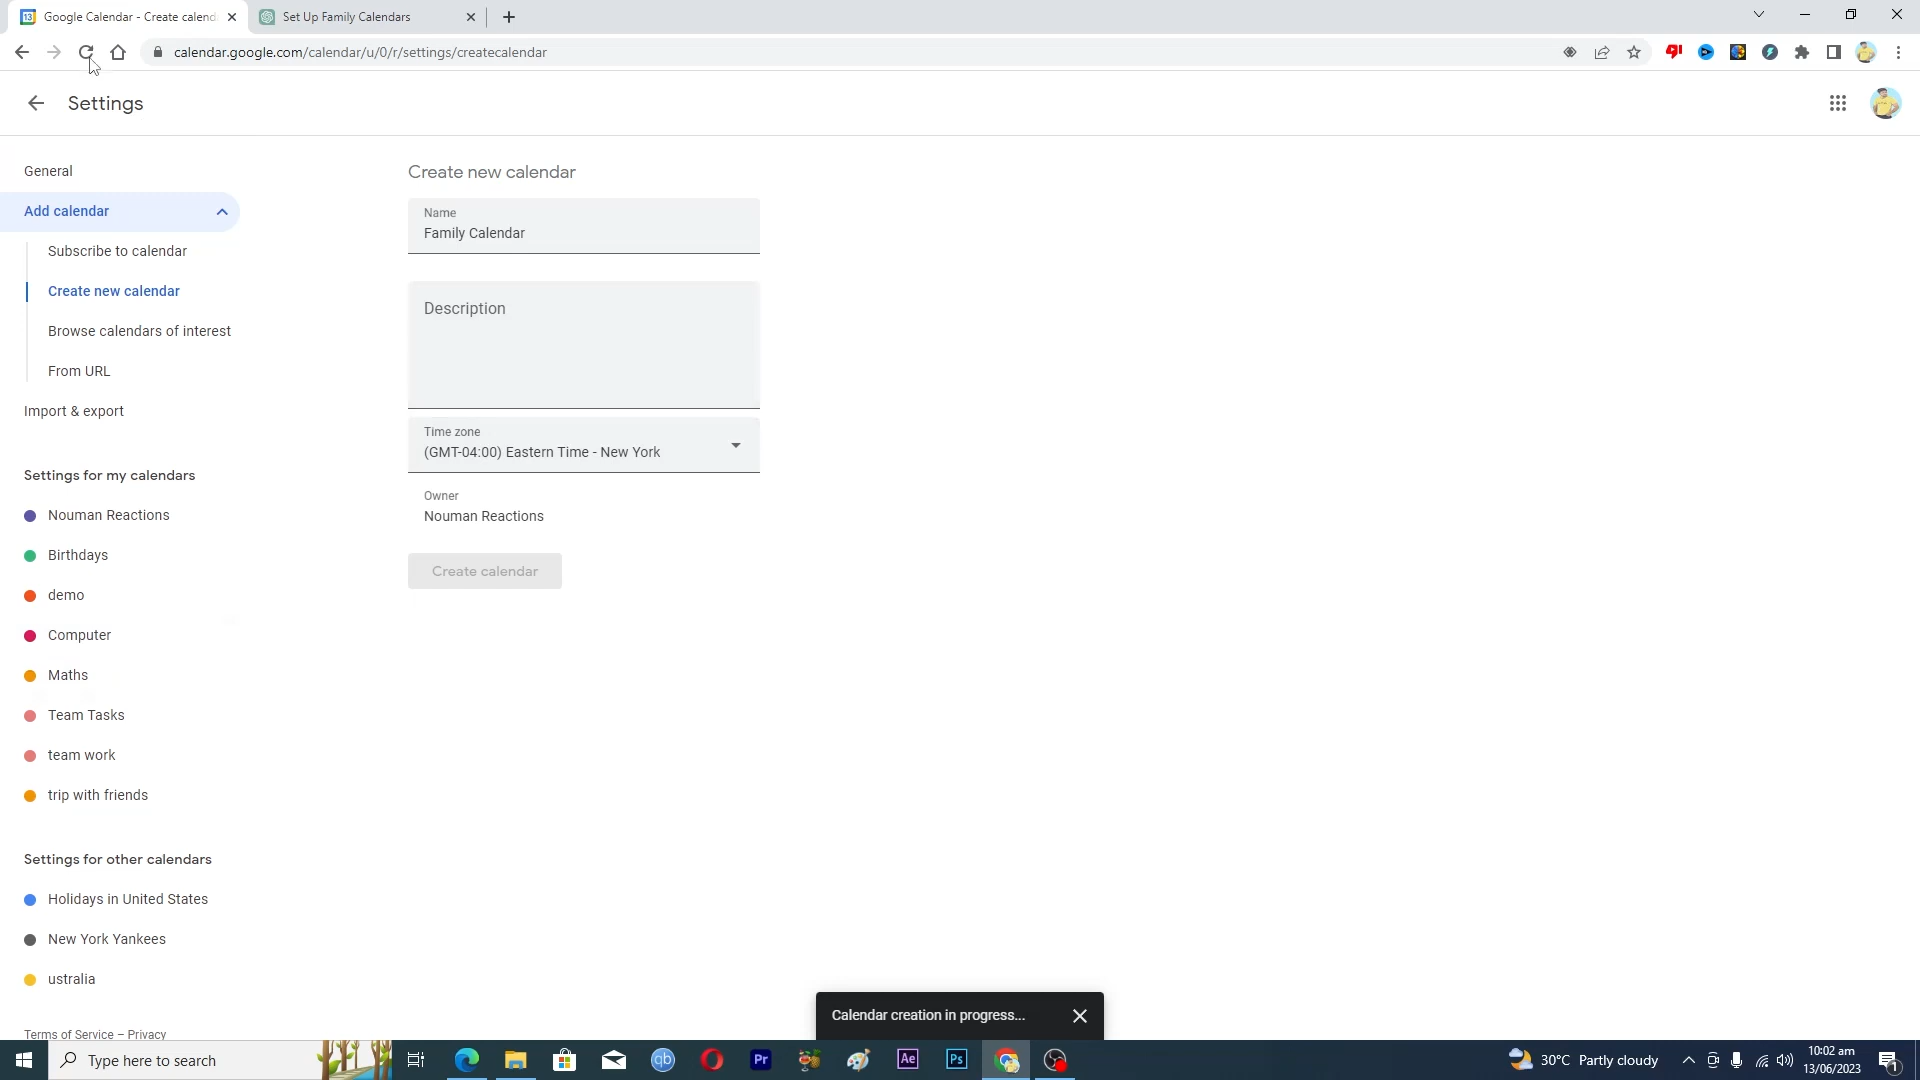 Google Calendar - Create calend
Set Up Family Calendars
calendar.google.com/calendar/u/0/r/settings/createcalendar
Settings
General
Add calendar
Subscribe to calendar
Create new calendar
Browse calendars of interest
From URL
Import & export
Settings for my calendars
Nouman Reactions
Birthdays
demo
Computer
Maths
Team Tasks
team work
trip with friends
Settings for other calendars
Holidays in United States
New York Yankees
ustralia
Terms of Service – Privacy
Create new calendar
Name
Family Calendar
Description
Time zone
(GMT-04:00) Eastern Time - New York
Owner
Nouman Reactions
Create calendar
Calendar creation in progress...
Type here to search
qb
Pr
Ae
Ps
30°C Partly cloudy
10:02 am
13/06/2023
1